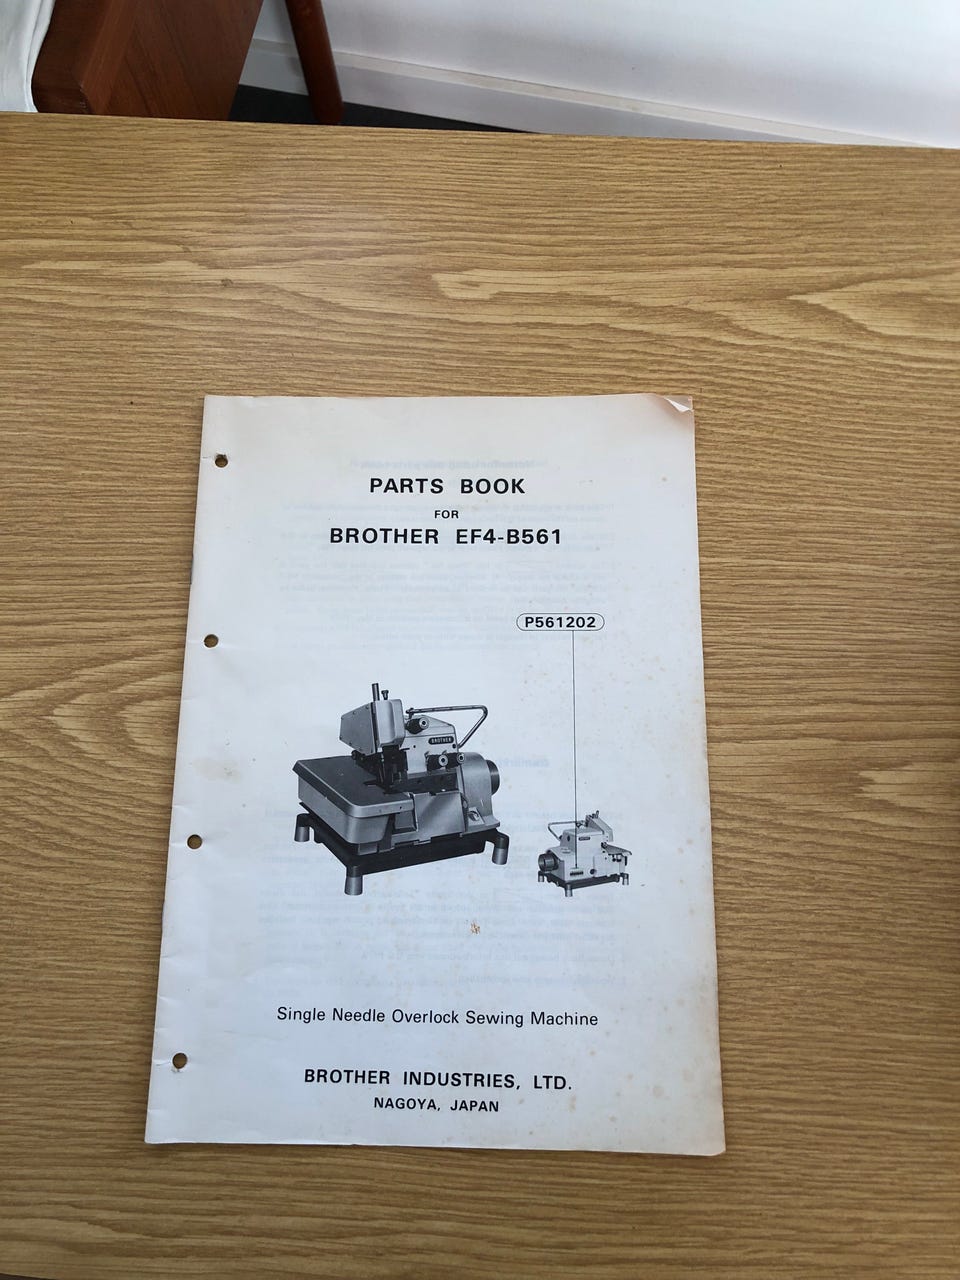 PARTS BOOK
FOR
BROTHER EF4-B561
P561202
BROTHER
Single Needle Overlock Sewing Machine
BROTHER INDUSTRIES, LTD.
NAGOYA, JAPAN